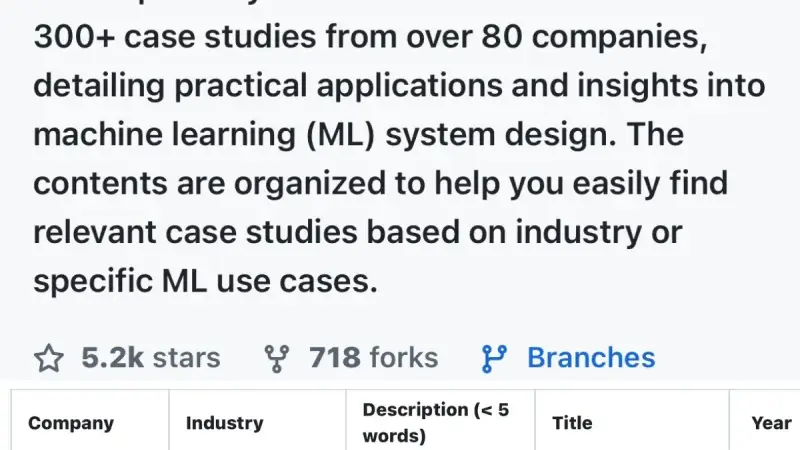 300+ case studies from over 80 companies,
detailing practical applications and insights into
machine learning (ML) system design. The
contents are organized to help you easily find
relevant case studies based on industry or
specific ML use cases.
5.2k stars 718 forks Branches
Company Industry Description (< 5 words) Title Year